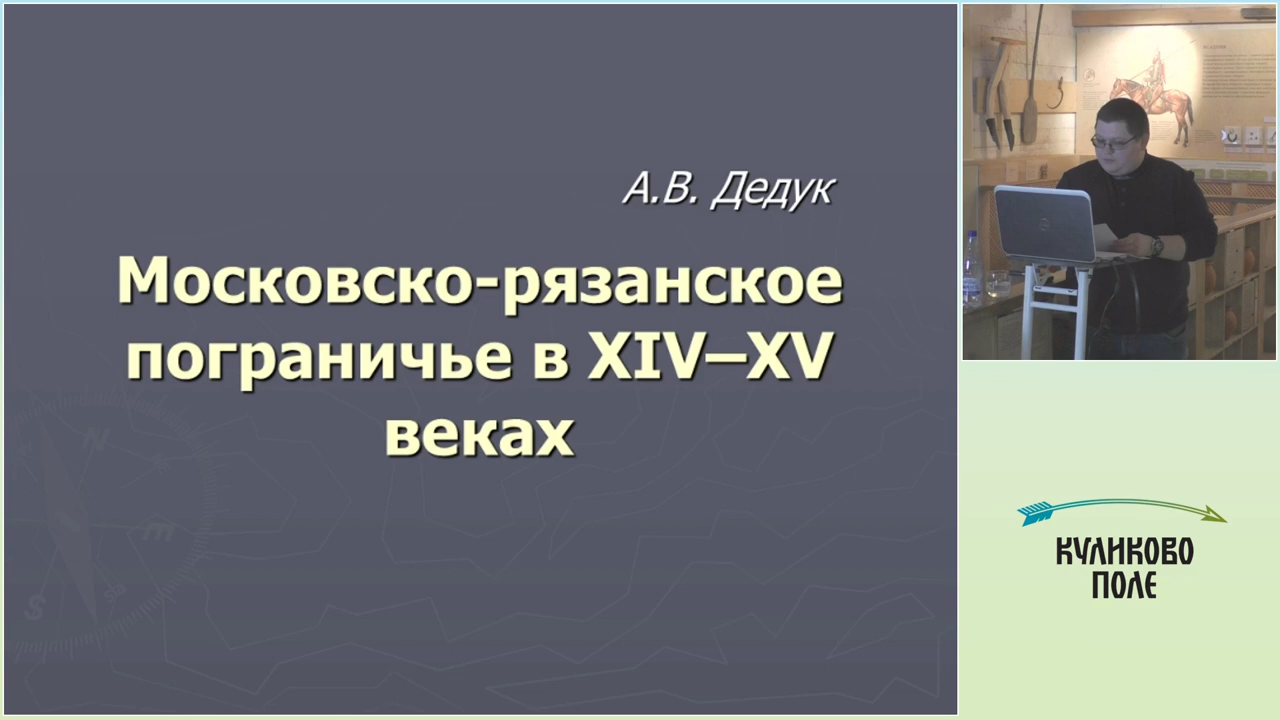 А.В. Дедук
Московско-рязанское
пограничье в XIV–XV
веках
КУЛИКОВО
ПОЛЕ